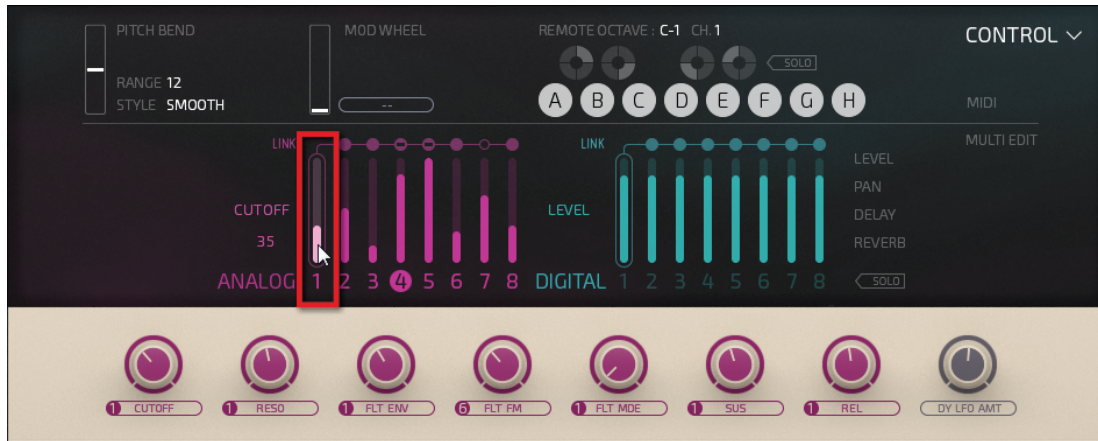 PITCH BEND
RANGE 12
STYLE SMOOTH
MOD WHEEL
--
REMOTE OCTAVE : C-1 CH. 1
SOLO
A B C D E F G H
CONTROL
MIDI
MULTI EDIT
LINK
CUTOFF
35
ANALOG 1 2 3 4 5 6 7 8
LINK
LEVEL
DIGITAL 1 2 3 4 5 6 7 8
LEVEL
PAN
DELAY
REVERB
SOLO
1 CUTOFF
1 RESO
1 FLT ENV
6 FLT FM
1 FLT MDE
1 SUS
1 REL
DY LFO AMT